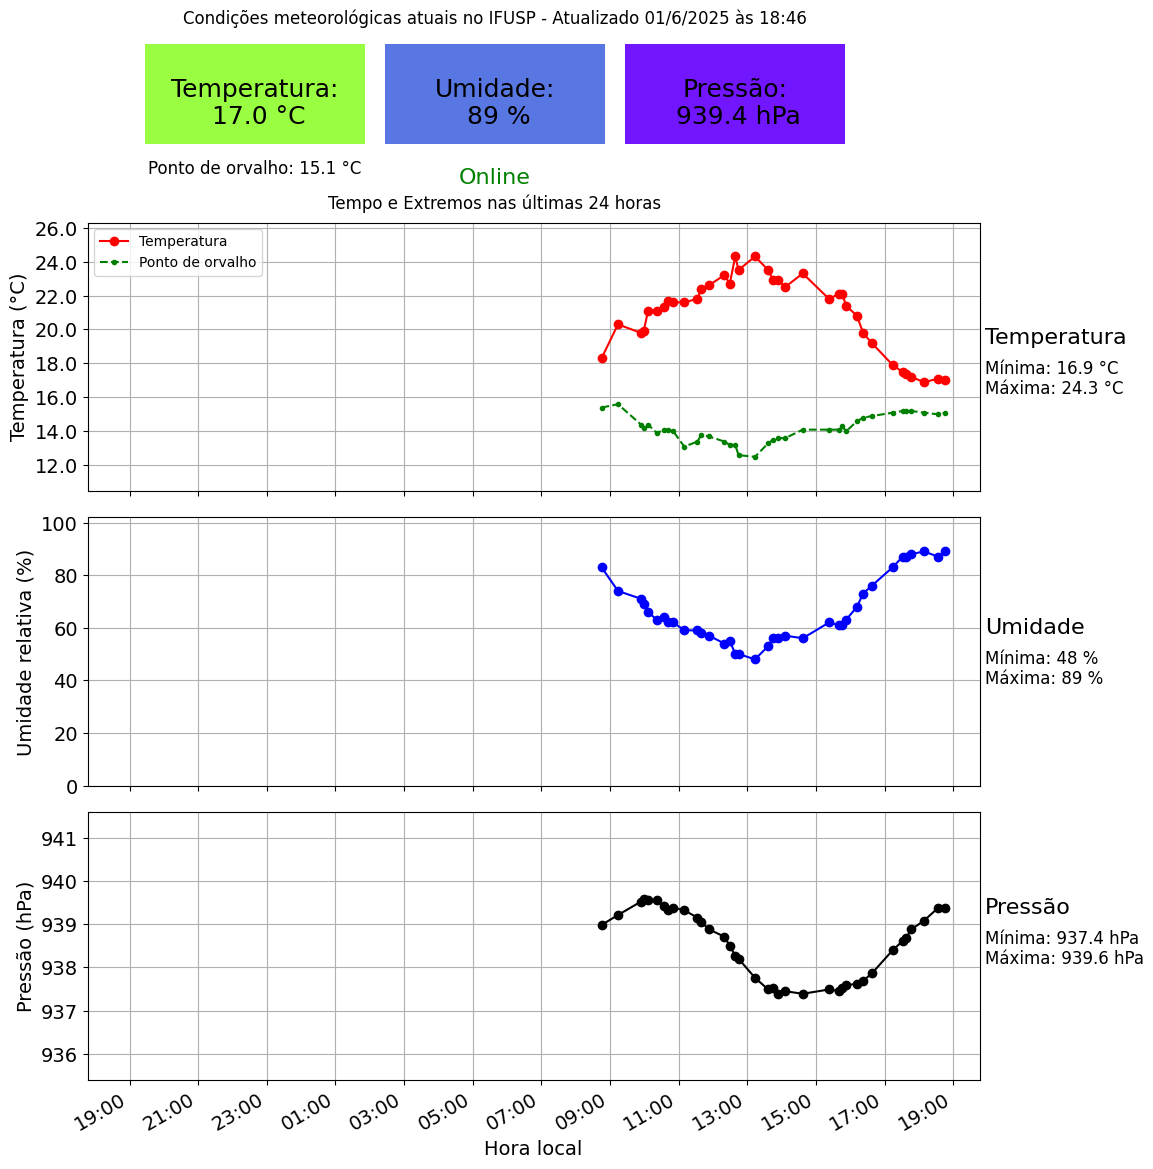 Condições meteorológicas atuais no IFUSP - Atualizado 01/6/2025 às 18:46
Temperatura:
17.0 °C
Umidade:
89 %
Pressão:
939.4 hPa
Ponto de orvalho: 15.1 °C
Online
Tempo e Extremos nas últimas 24 horas
Temperatura (°C)
26.0
24.0
22.0
20.0
18.0
16.0
14.0
12.0
Temperatura
Ponto de orvalho
Temperatura
Mínima: 16.9 °C
Máxima: 24.3 °C
Umidade relativa (%)
100
80
60
40
20
0
Umidade
Mínima: 48 %
Máxima: 89 %
Pressão (hPa)
941
940
939
938
937
936
Pressão
Mínima: 937.4 hPa
Máxima: 939.6 hPa
19:00 21:00 23:00 01:00 03:00 05:00 07:00 09:00 11:00 13:00 15:00 17:00 19:00
Hora local